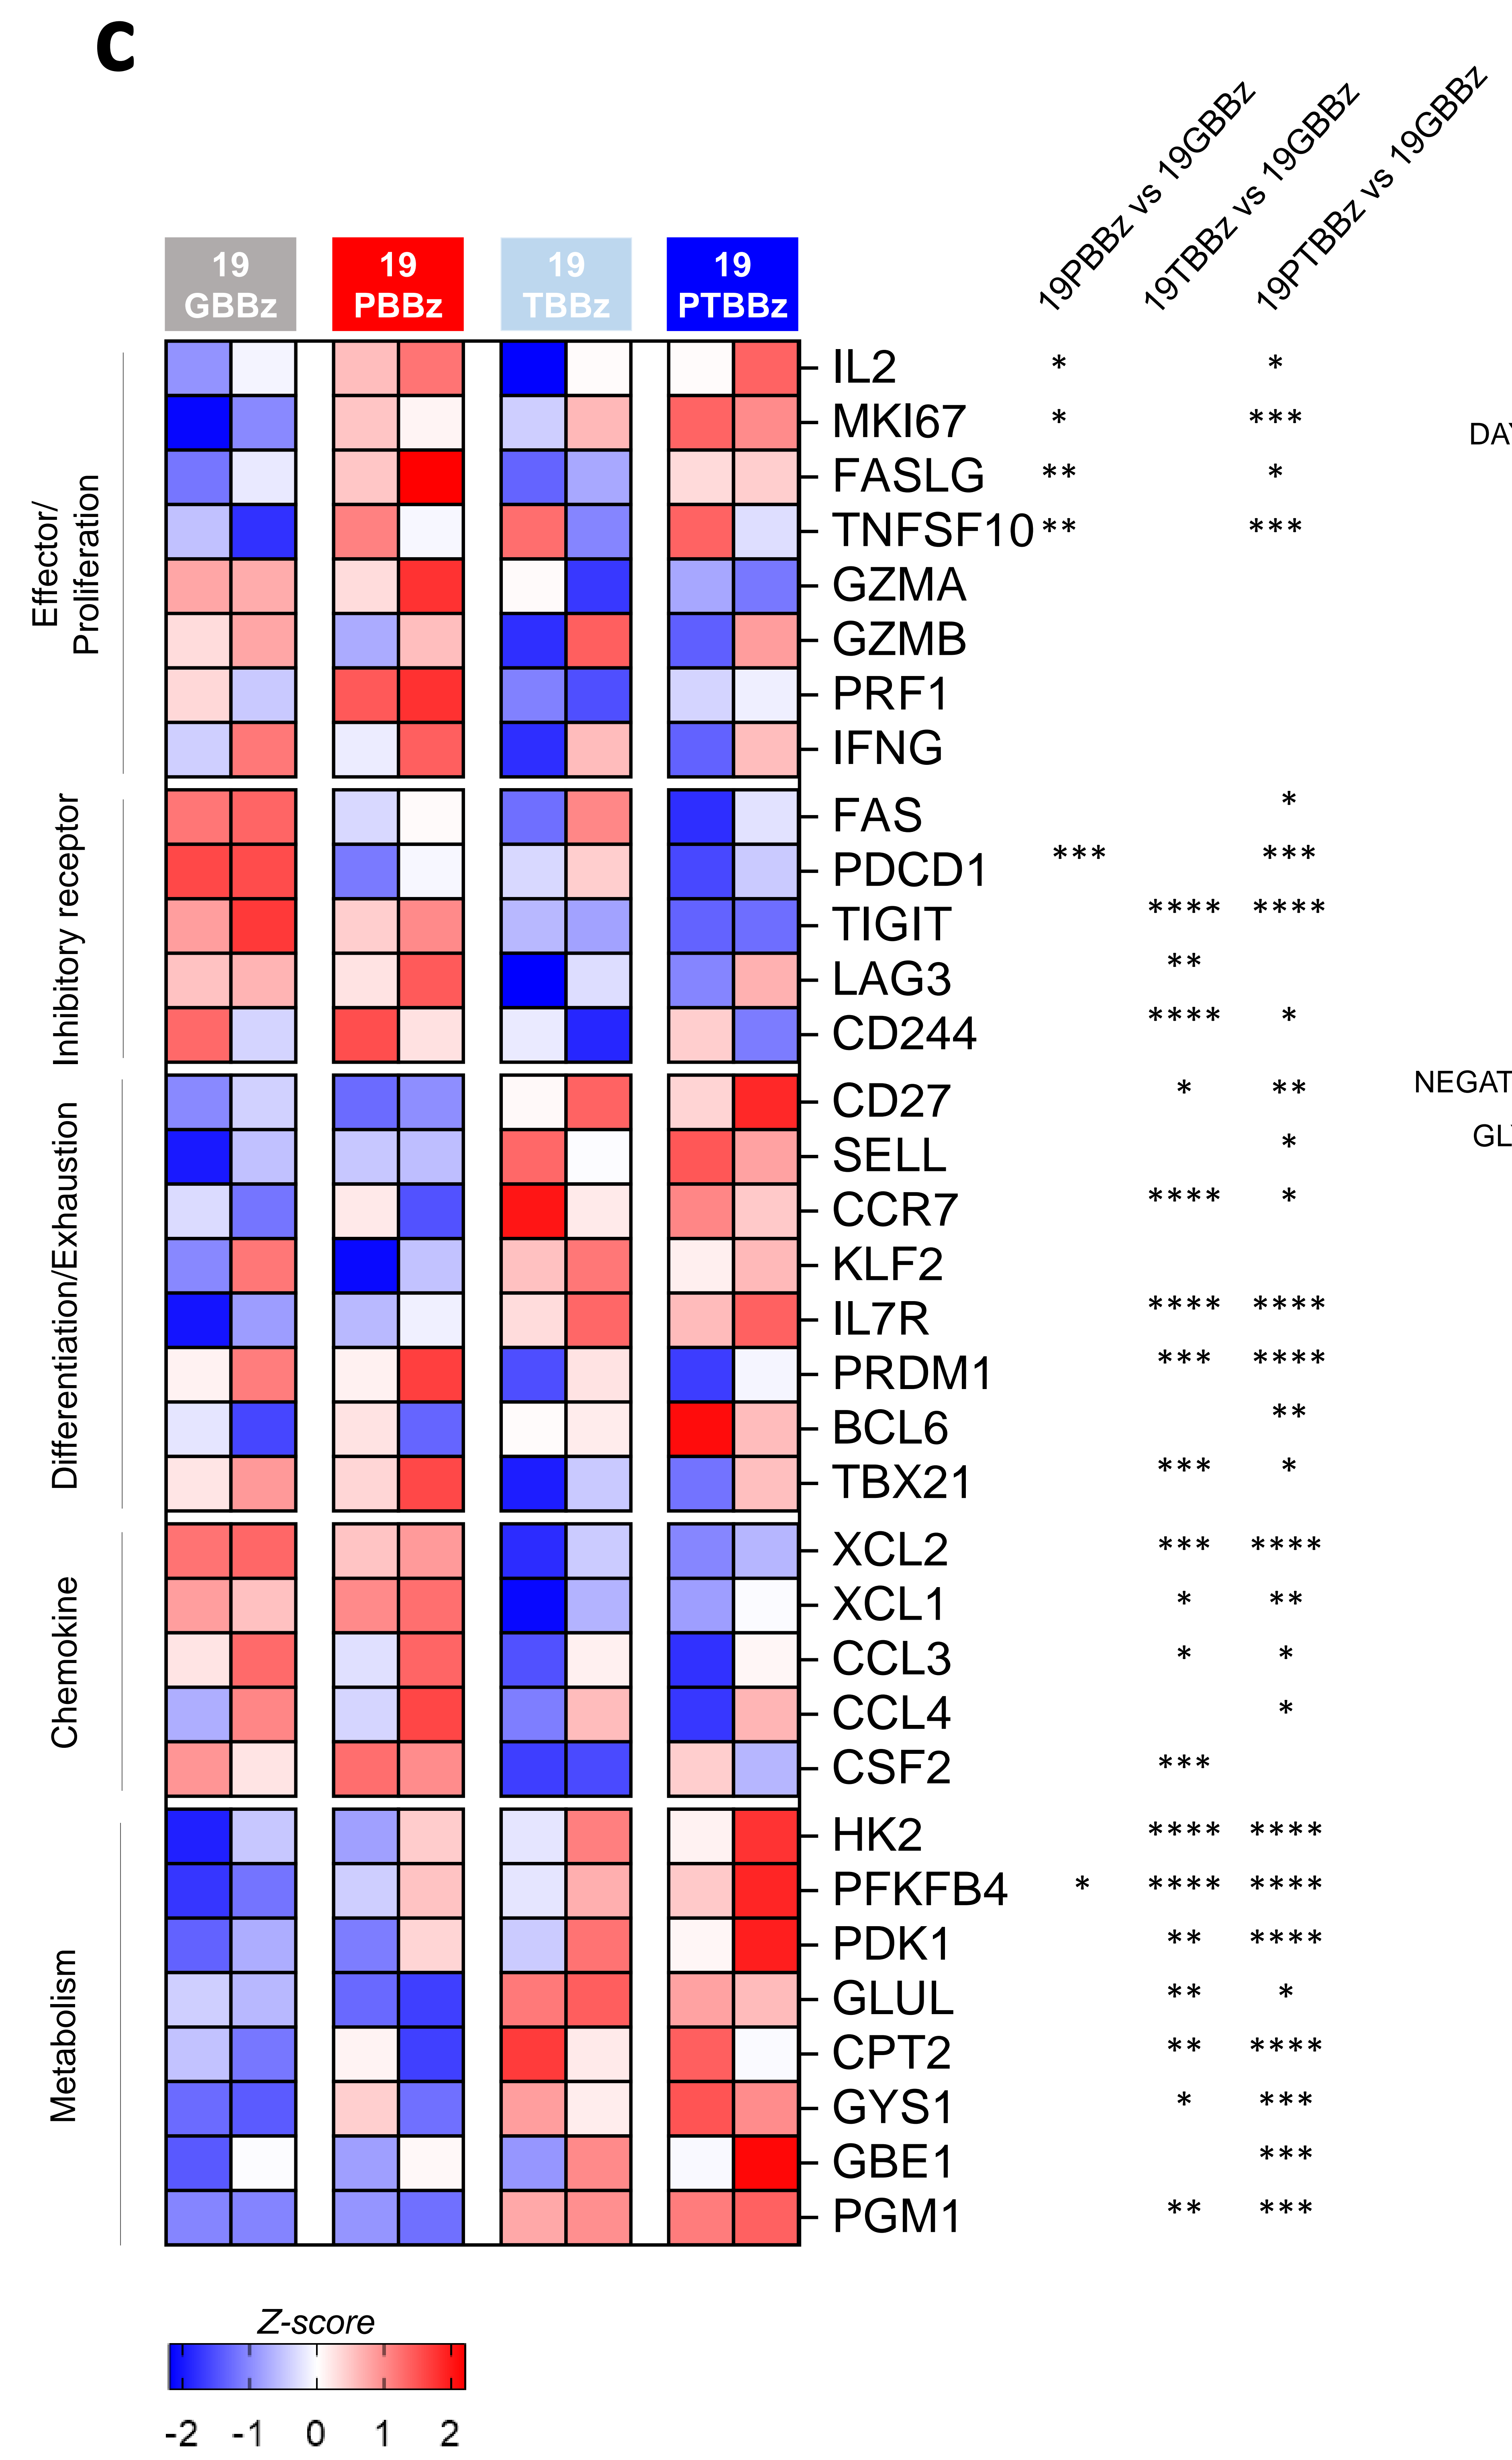 C
19PBBz vs 19GBBz
19TBBz vs 19GBBz
19PTBBz vs 19GBBz
19
GBBz
19
PBBz
19
TBBz
19
PTBBz
Effector/
Proliferation
IL2 * *
MKI67 * ***
FASLG ** *
TNFSF10 ** ***
GZMA
GZMB
PRF1
IFNG
Inhibitory receptor
FAS *
PDCD1 *** ***
TIGIT **** ****
LAG3 **
CD244 **** *
Differentiation/Exhaustion
CD27 * **
SELL *
CCR7 **** *
KLF2
IL7R **** ****
PRDM1 *** ****
BCL6 **
TBX21 *** *
Chemokine
XCL2 *** ****
XCL1 * **
CCL3 * *
CCL4 *
CSF2 ***
Metabolism
HK2 **** ****
PFKFB4 * **** ****
PDK1 ** ****
GLUL ** *
CPT2 ** ****
GYS1 * ***
GBE1 ***
PGM1 ** ***
DAY
NEGAT
GL
Z-score
-2 -1 0 1 2